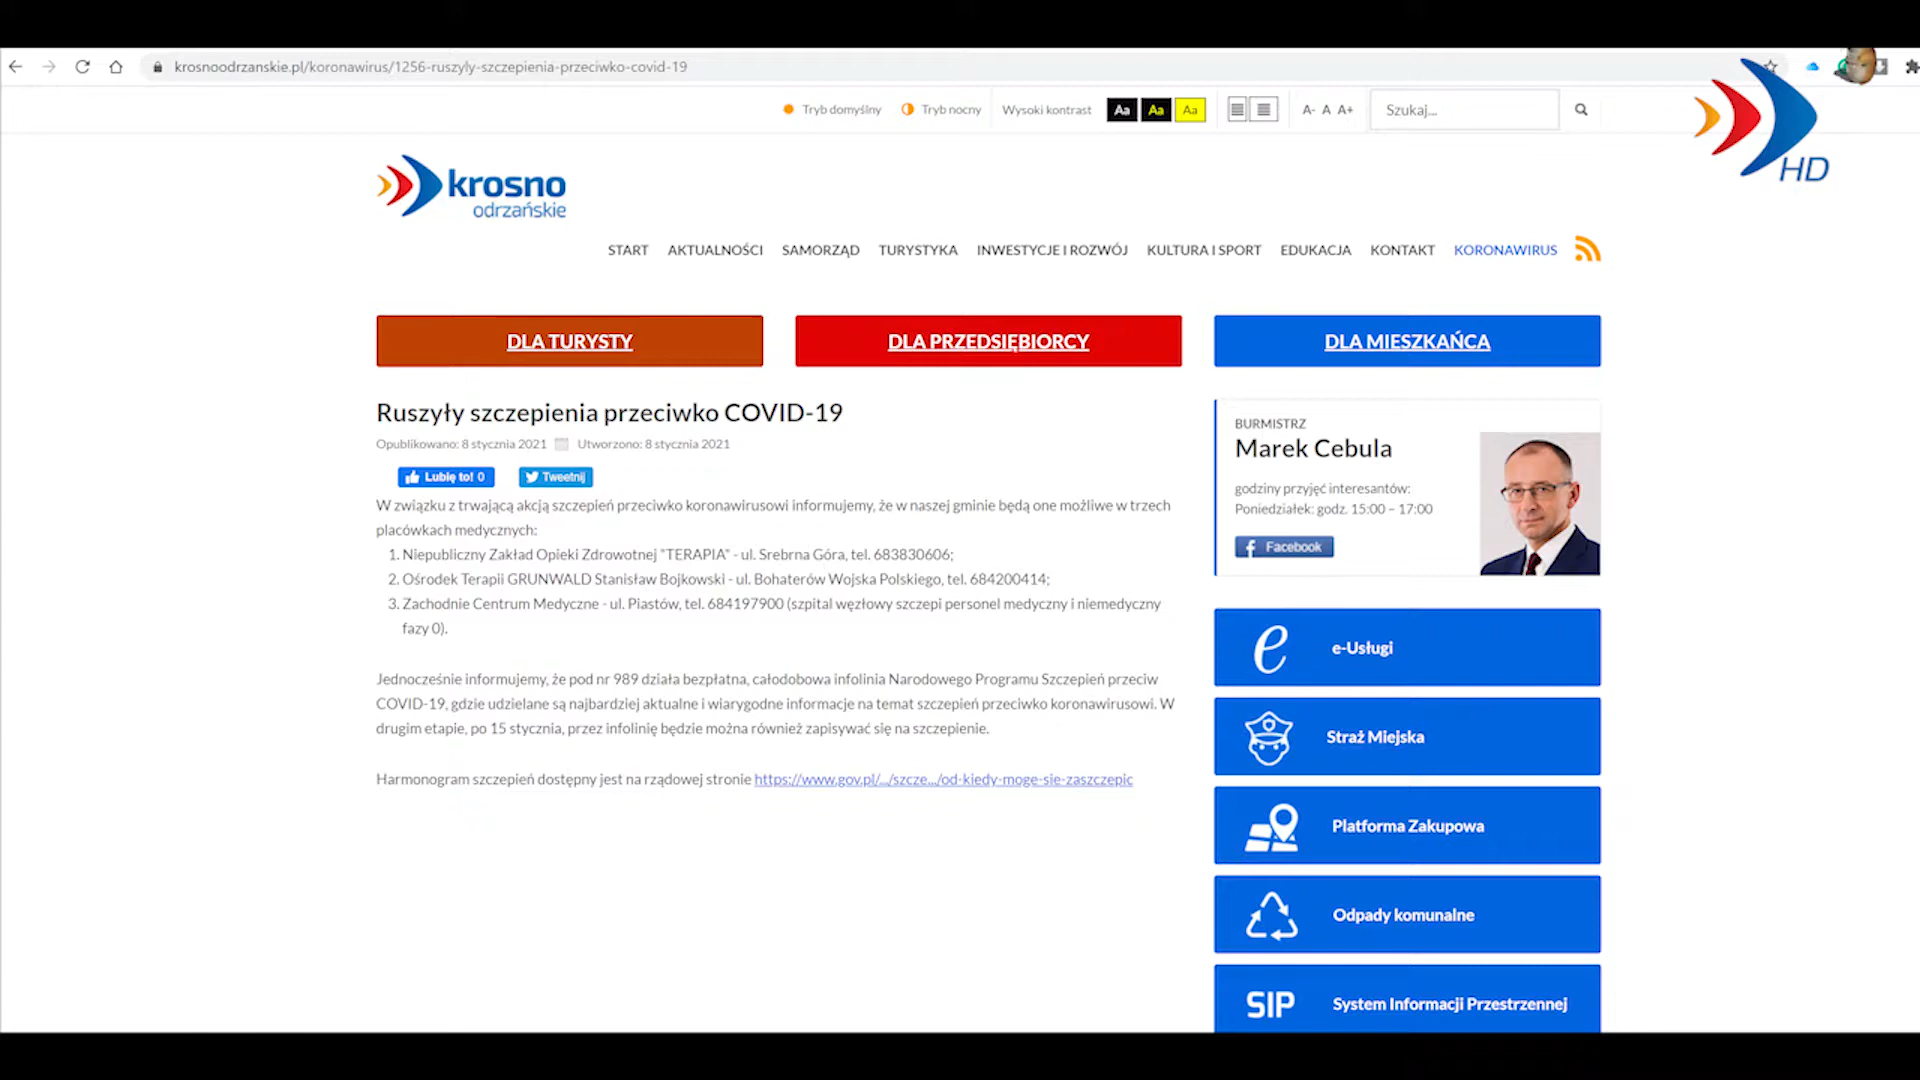 krosnoodrzanskie.pl/koronawirus/1256-ruszyly-szczepienia-przeciwko-covid-19
Tryb domyślny Tryb nocny Wysoki kontrast Aa Aa Aa A- A A+ Szukaj...
HD
krosno
odrzańskie
START AKTUALNOŚCI SAMORZĄD TURYSTYKA INWESTYCJE I ROZWÓJ KULTURA I SPORT EDUKACJA KONTAKT KORONAWIRUS
DLA TURYSTY DLA PRZEDSIĘBIORCY DLA MIESZKAŃCA
Ruszyły szczepienia przeciwko COVID-19
Opublikowano: 8 stycznia 2021 Utworzono: 8 stycznia 2021
Lubię to! 0 Tweetnij
W związku z trwającą akcją szczepień przeciwko koronawirusowi informujemy, że w naszej gminie będą one możliwe w trzech
placówkach medycznych:
1. Niepubliczny Zakład Opieki Zdrowotnej "TERAPIA" - ul. Srebrna Góra, tel. 683830606;
2. Ośrodek Terapii GRUNWALD Stanisław Bojkowski - ul. Bohaterów Wojska Polskiego, tel. 684200414;
3. Zachodnie Centrum Medyczne - ul. Piastów, tel. 684197900 (szpital węzłowy szczepi personel medyczny i niemedyczny
fazy 0).
Jednocześnie informujemy, że pod nr 989 działa bezpłatna, całodobowa infolinia Narodowego Programu Szczepień przeciw
COVID-19, gdzie udzielane są najbardziej aktualne i wiarygodne informacje na temat szczepień przeciwko koronawirusowi. W
drugim etapie, po 15 stycznia, przez infolinię będzie można również zapisywać się na szczepienie.
Harmonogram szczepień dostępny jest na rządowej stronie https://www.gov.pl/.../szcze.../od-kiedy-moge-sie-zaszczepic
BURMISTRZ
Marek Cebula
godziny przyjęć interesantów:
Poniedziałek: godz. 15:00 – 17:00
Facebook
e e-Usługi
Straż Miejska
Platforma Zakupowa
Odpady komunalne
SIP System Informacji Przestrzennej